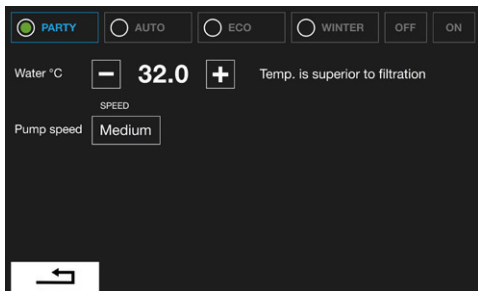 PARTY AUTO ECO WINTER OFF ON
Water °C − 32.0 + Temp. is superior to filtration
SPEED
Pump speed Medium